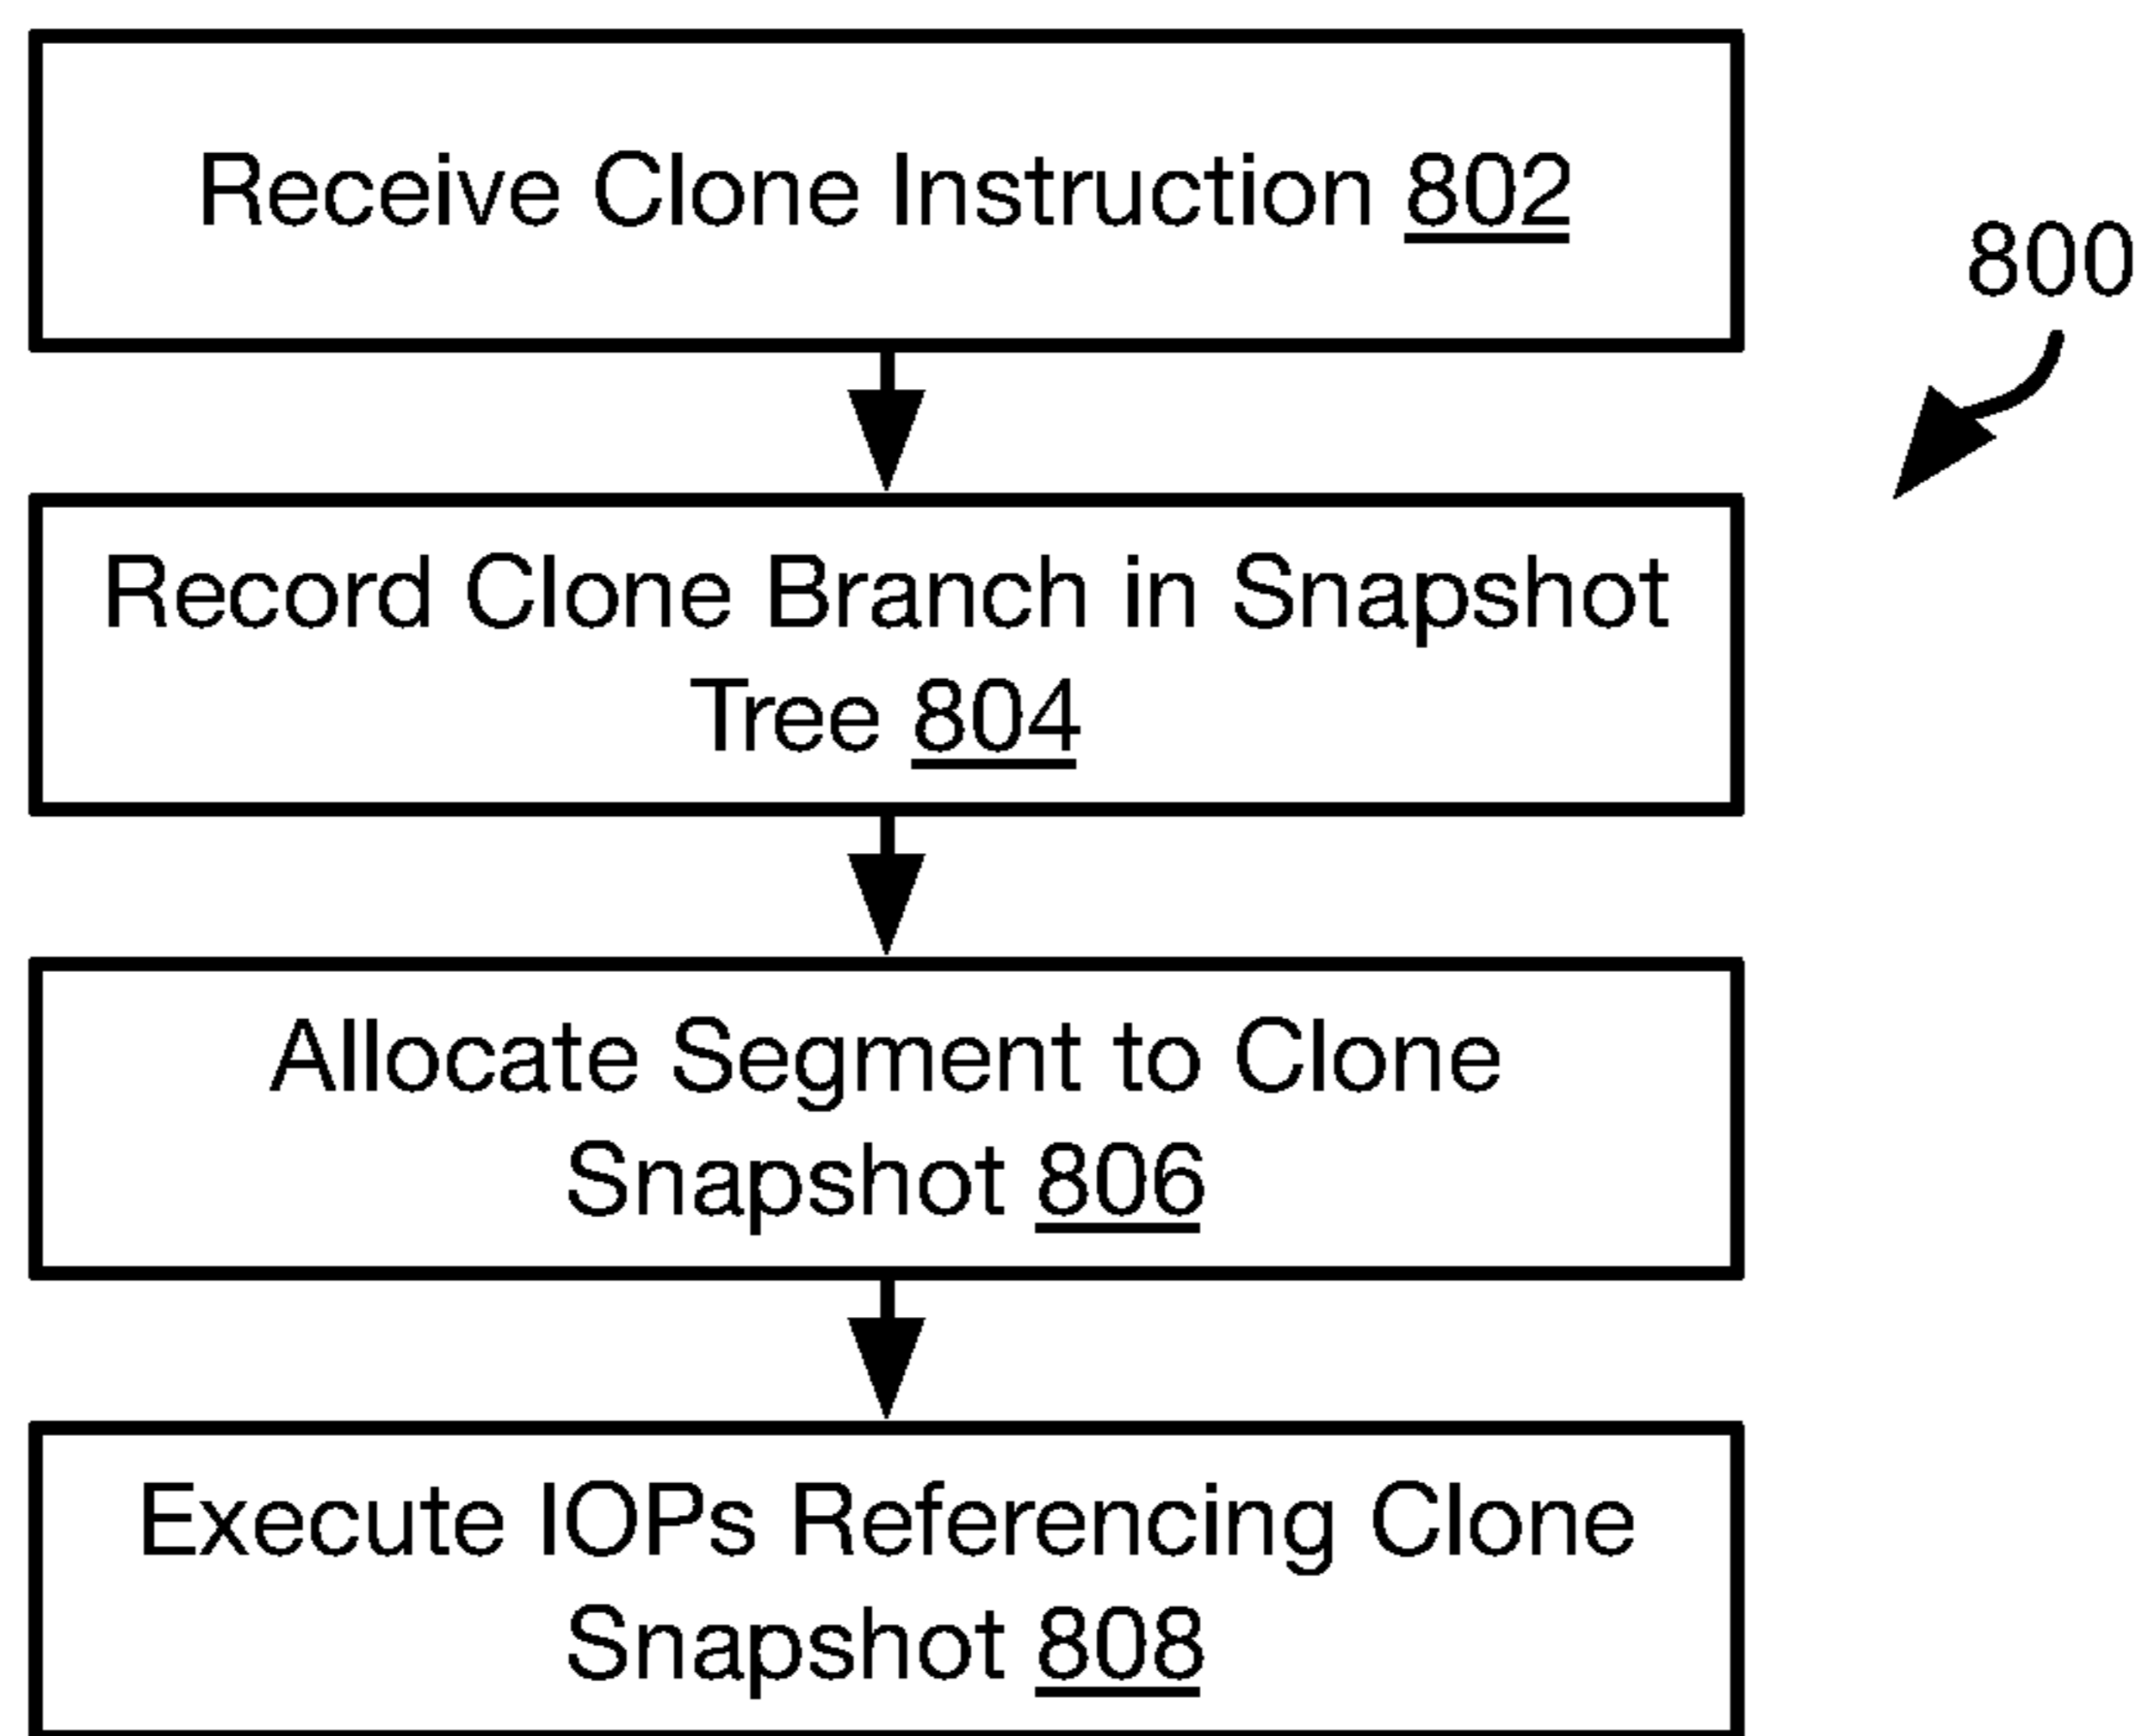 Receive Clone Instruction 802
800
Record Clone Branch in Snapshot
Tree 804
Allocate Segment to Clone
Snapshot 806
Execute IOPs Referencing Clone
Snapshot 808